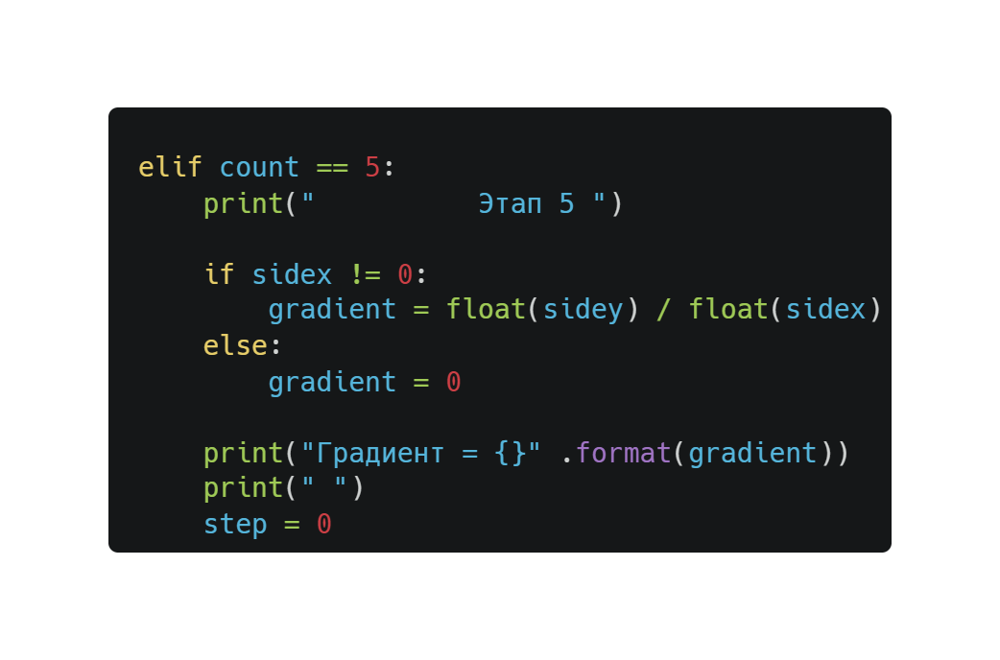 elif count == 5:
    print("          Этап 5 ")
    if sidex != 0:
        gradient = float(sidey) / float(sidex)
    else:
        gradient = 0
    print("Градиент = {}" .format(gradient))
    print(" ")
    step = 0